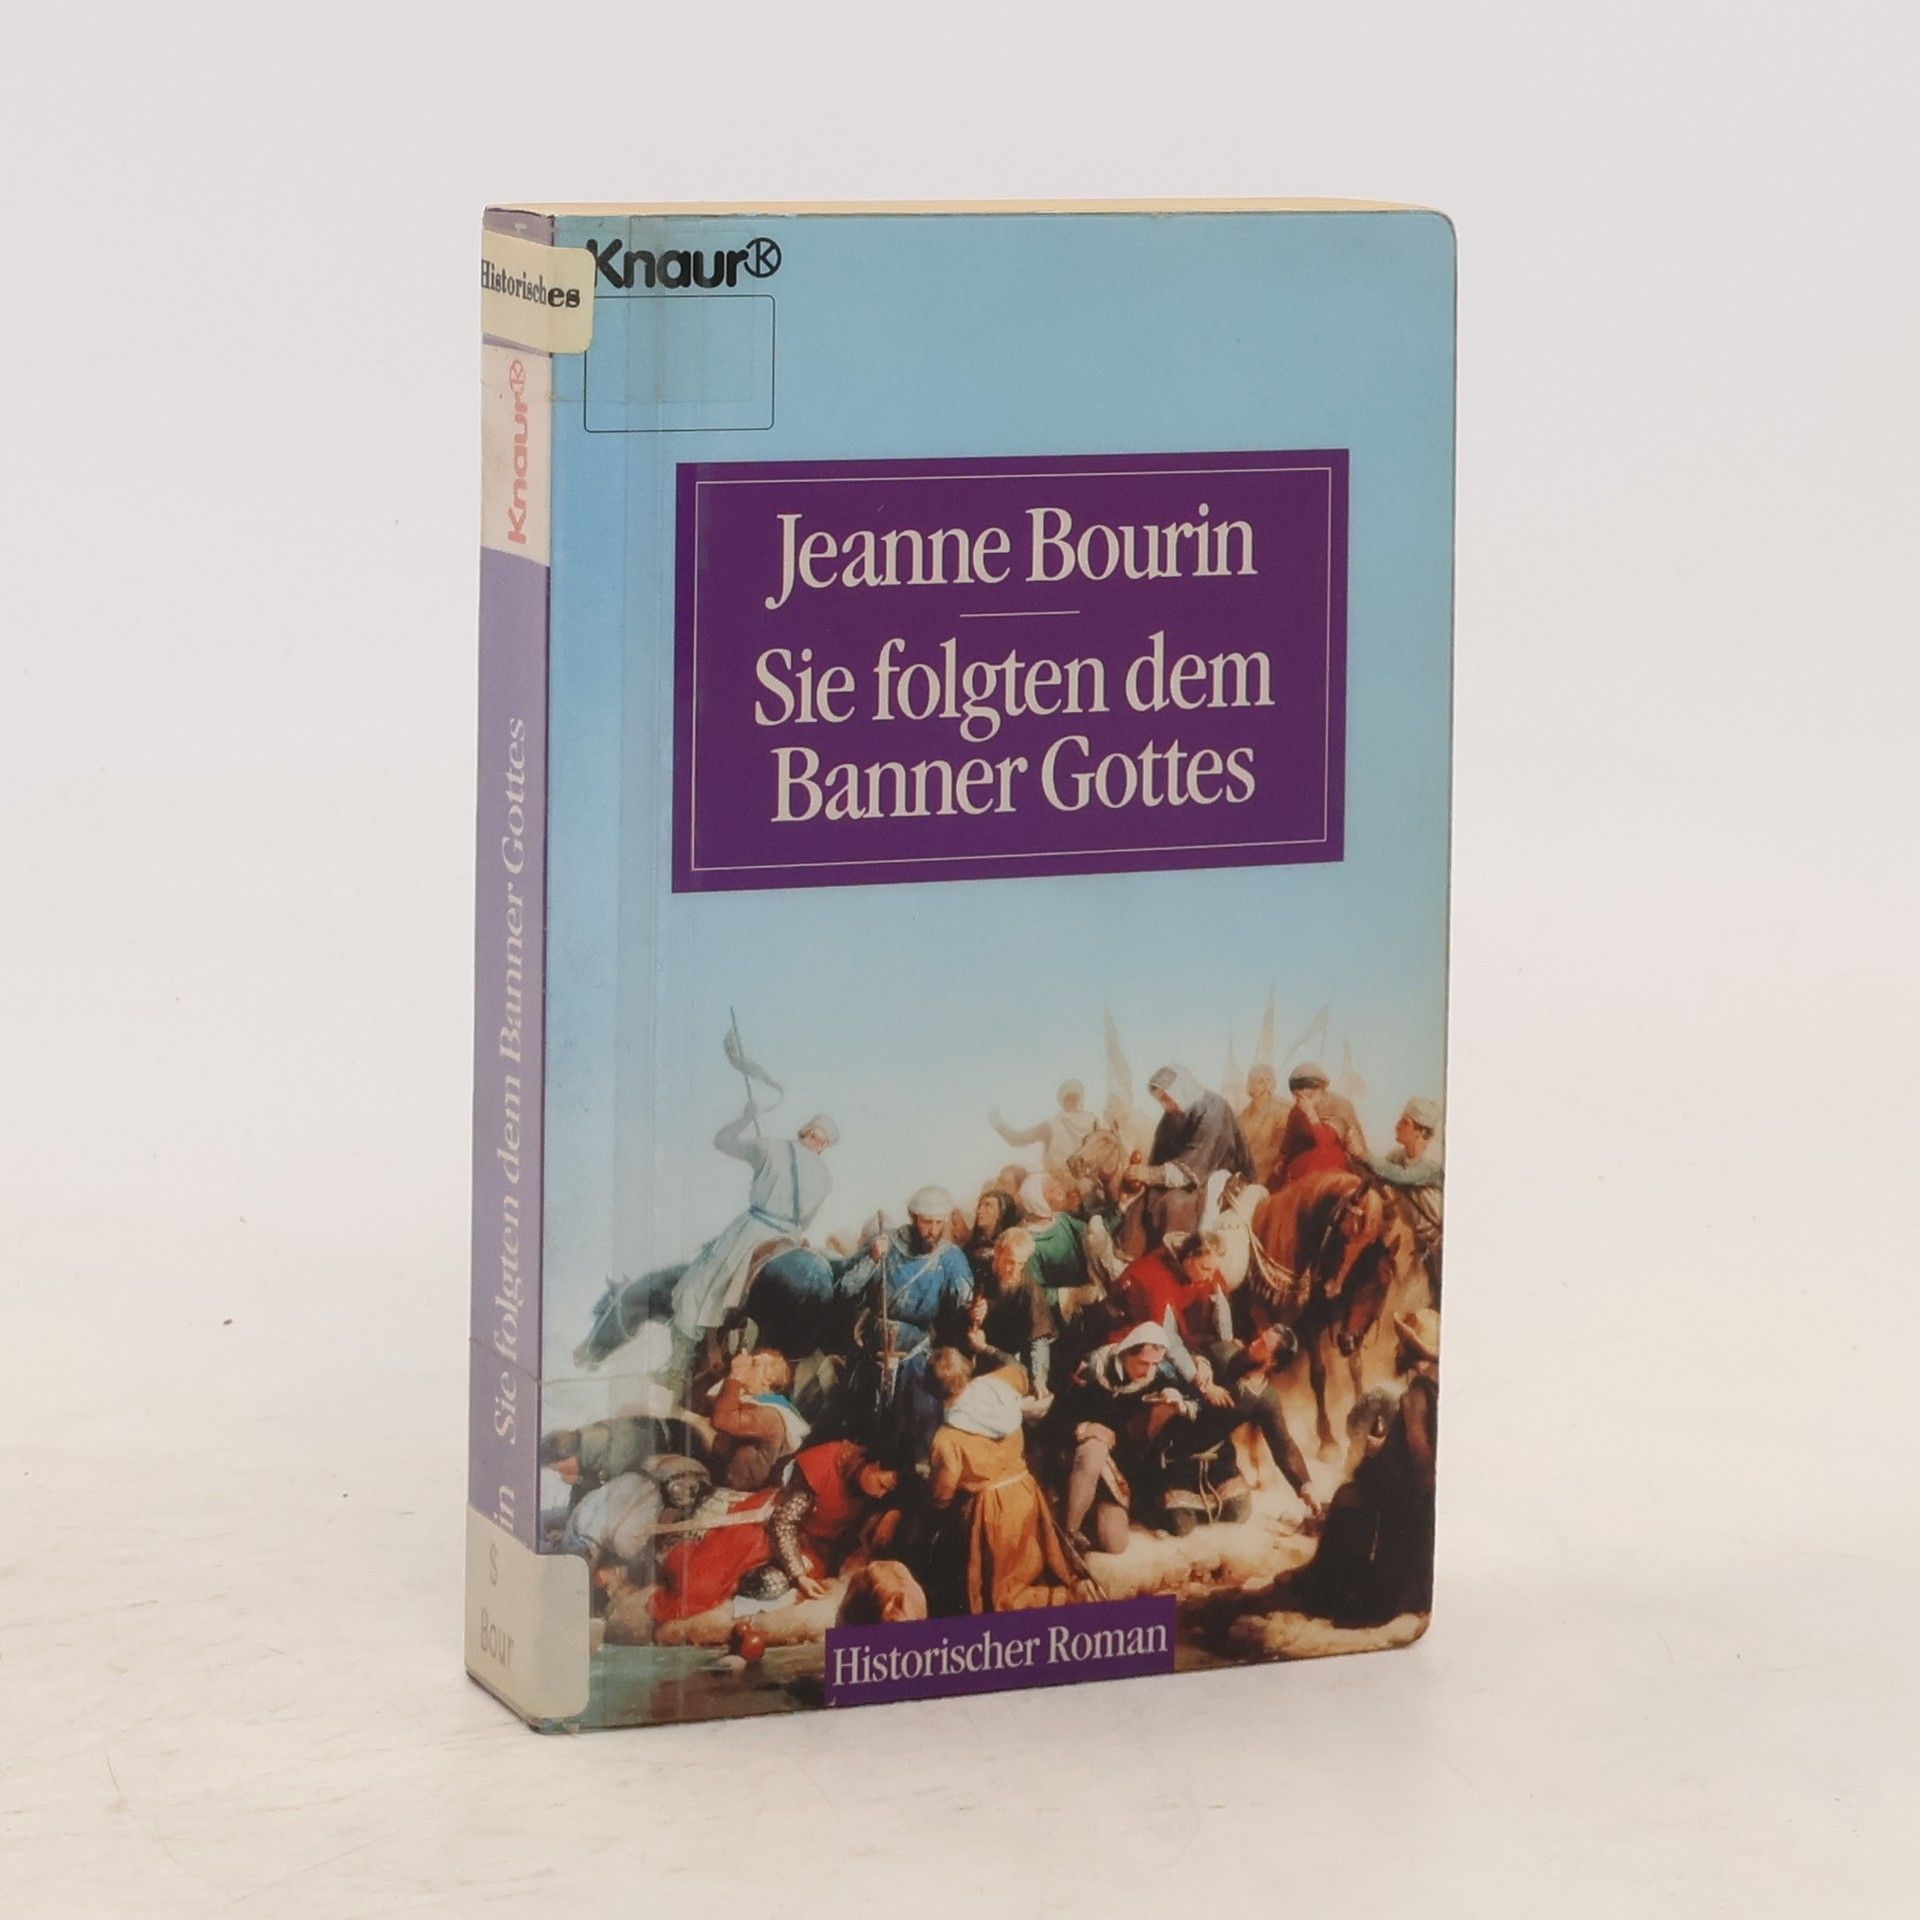 Historisches
Knaur
Sie folgten dem Banner Gottes
in
S
Bour
Knaur
Jeanne Bourin
Sie folgten dem
Banner Gottes
Historischer Roman